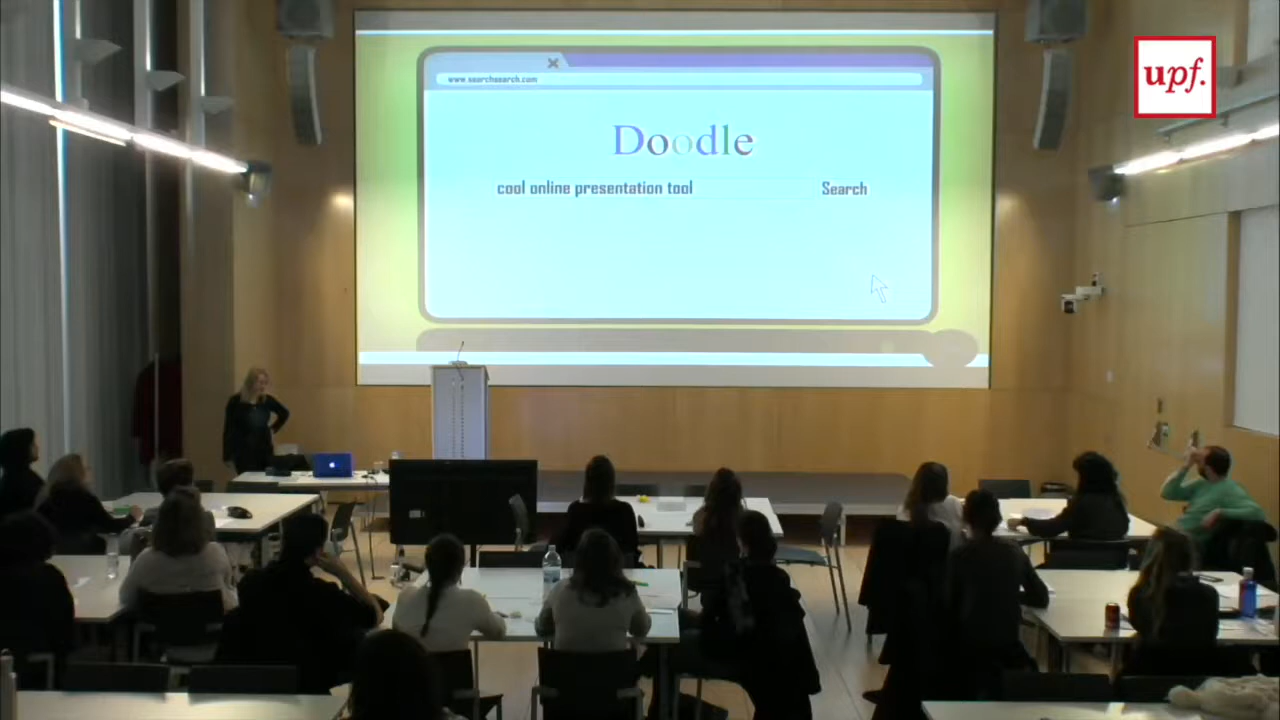 www.searchsearch.com
Doodle
cool online presentation tool
Search
upf.